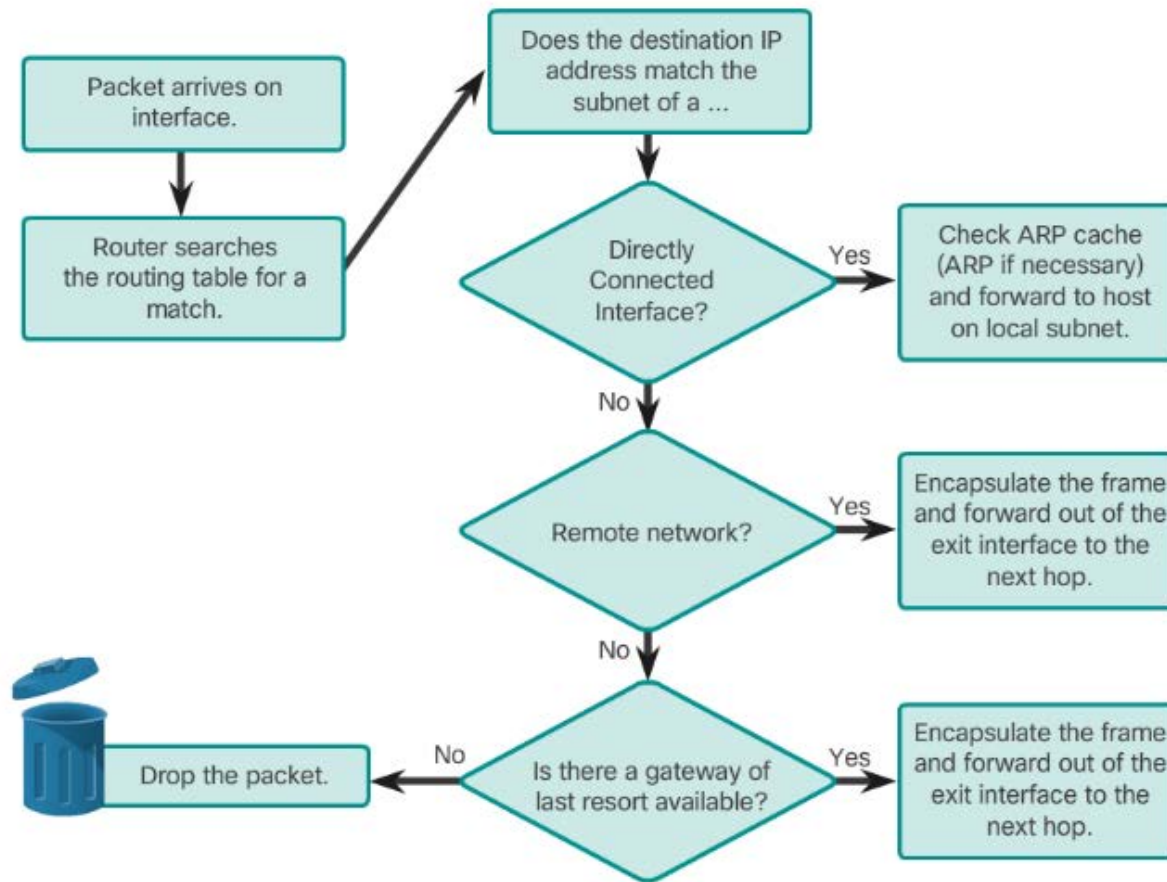 Packet arrives on
interface.
Router searches
the routing table for a
match.
Does the destination IP
address match the
subnet of a ...
Directly
Connected
Interface?
Yes
Check ARP cache
(ARP if necessary)
and forward to host
on local subnet.
No
Remote network?
Yes
Encapsulate the frame
and forward out of the
exit interface to the
next hop.
No
Is there a gateway of
last resort available?
Yes
Encapsulate the frame
and forward out of the
exit interface to the
next hop.
No
Drop the packet.